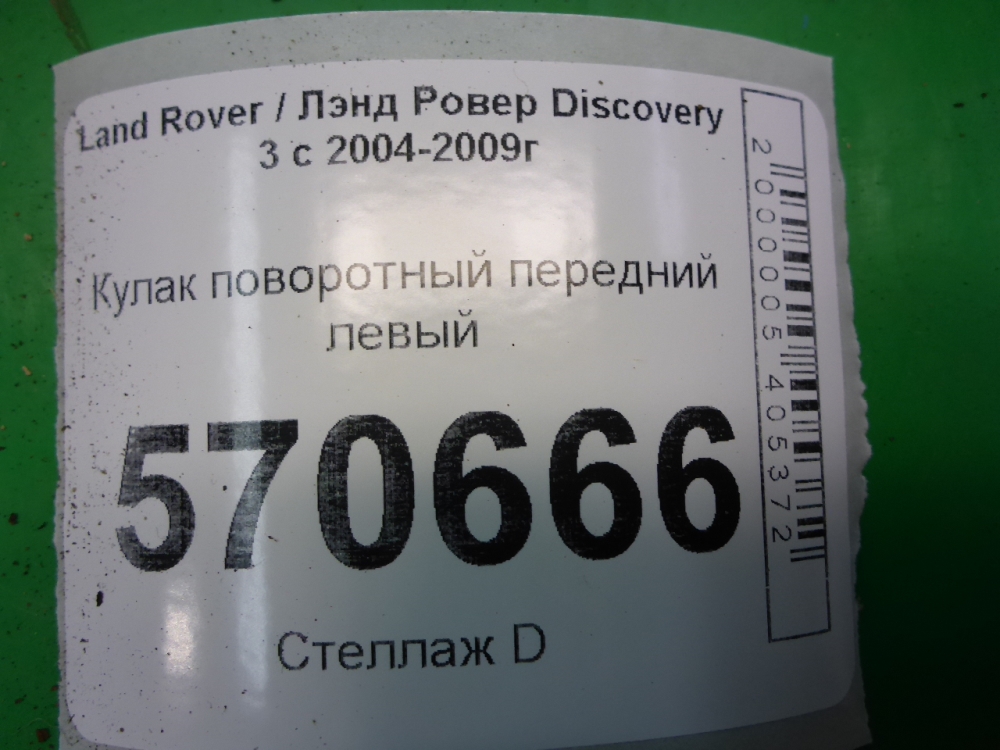 Land Rover / Лэнд Ровер Discovery
3 с 2004-2009г
Кулак поворотный передний
левый
570666
Стеллаж D
2000005405372